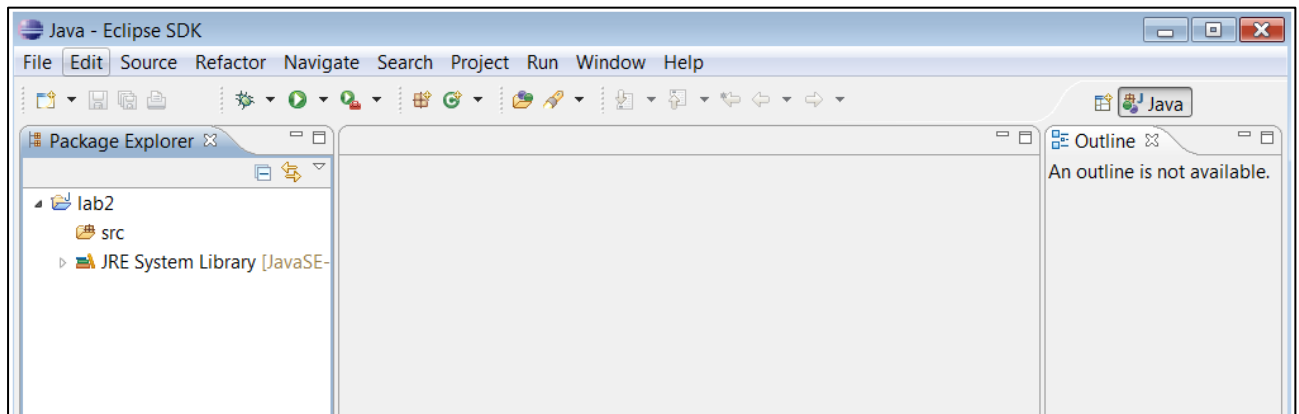 Java - Eclipse SDK
File Edit Source Refactor Navigate Search Project Run Window Help
Java
Package Explorer
Outline
An outline is not available.
lab2
src
JRE System Library [JavaSE-